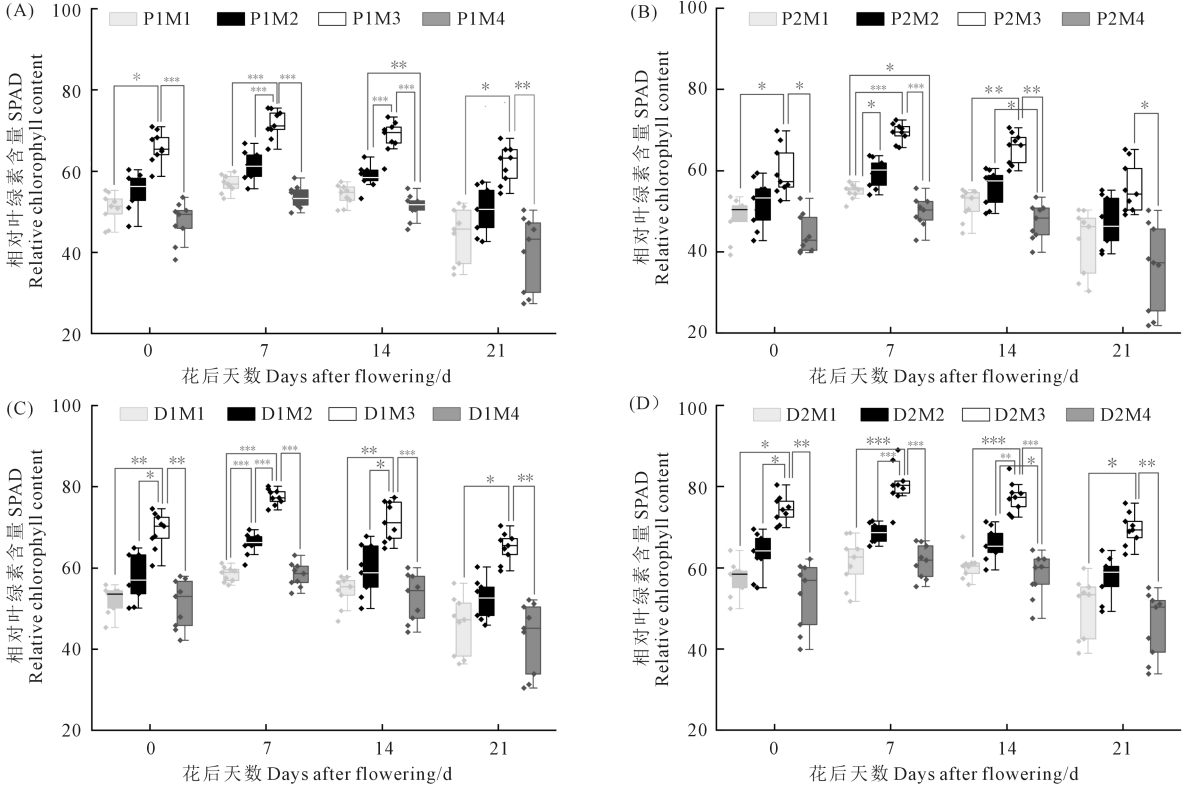 (A)
P1M1 P1M2 P1M3 P1M4
相对叶绿素含量 SPAD
Relative chlorophyll content
100
80
60
40
20
* *** *** *** *** ** *** *** * **
0 7 14 21
花后天数 Days after flowering/d
(B)
P2M1 P2M2 P2M3 P2M4
相对叶绿素含量 SPAD
Relative chlorophyll content
100
80
60
40
20
* * * *** * *** ** ** * *
0 7 14 21
花后天数 Days after flowering/d
(C)
D1M1 D1M2 D1M3 D1M4
相对叶绿素含量 SPAD
Relative chlorophyll content
100
80
60
40
20
** * ** *** *** *** *** ** * *** * **
0 7 14 21
花后天数 Days after flowering/d
(D)
D2M1 D2M2 D2M3 D2M4
相对叶绿素含量 SPAD
Relative chlorophyll content
100
80
60
40
20
* * ** *** *** *** *** ** *** * * **
0 7 14 21
花后天数 Days after flowering/d